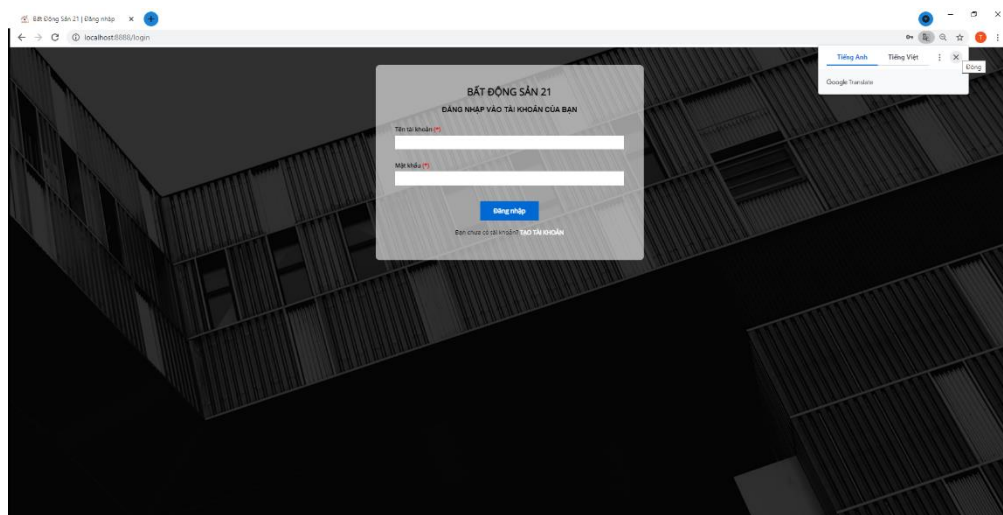 Bất Động Sản 21 | Đăng nhập
localhost:8888/login
Tiếng Anh Tiếng Việt
Đóng
Google Translate
BẤT ĐỘNG SẢN 21
ĐĂNG NHẬP VÀO TÀI KHOẢN CỦA BẠN
Tên tài khoản (*)
Mật khẩu (*)
Đăng nhập
Bạn chưa có tài khoản? TẠO TÀI KHOẢN